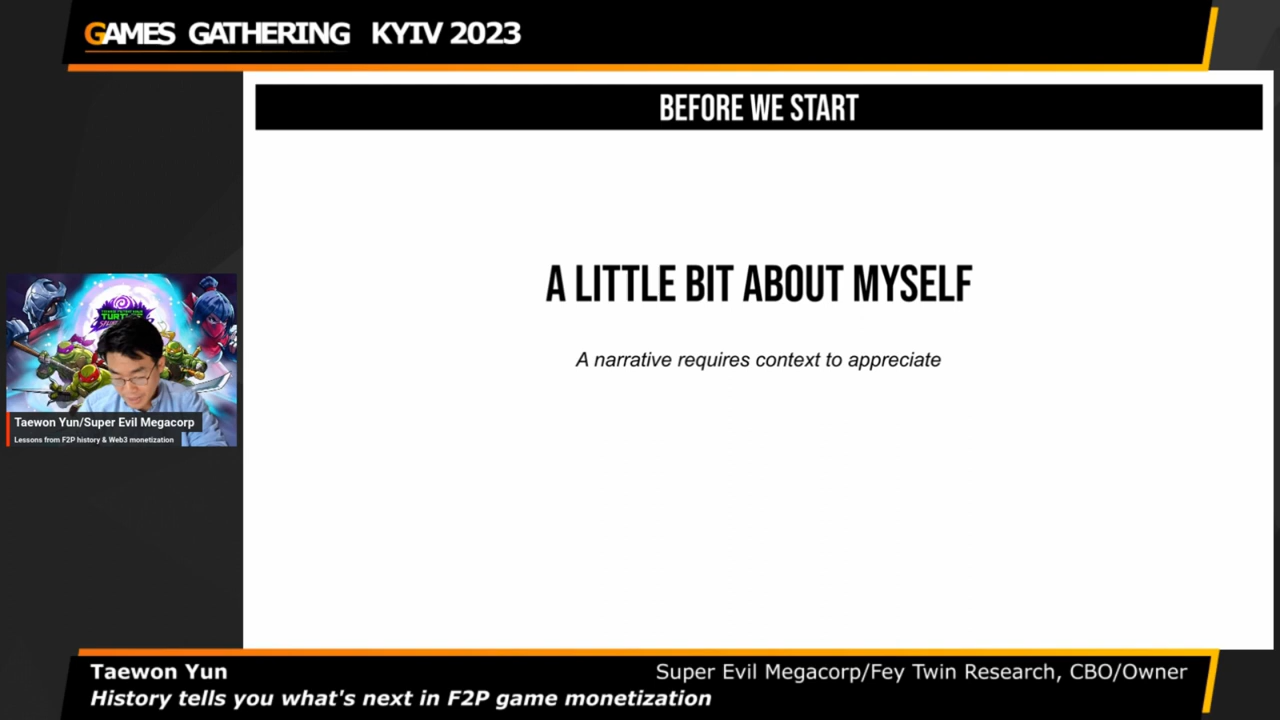 GAMES GATHERING KYIV 2023
BEFORE WE START
A LITTLE BIT ABOUT MYSELF
A narrative requires context to appreciate
Taewon Yun/Super Evil Megacorp
Lessons from F2P history & Web3 monetization
Taewon Yun
Super Evil Megacorp/Fey Twin Research, CBO/Owner
History tells you what's next in F2P game monetization